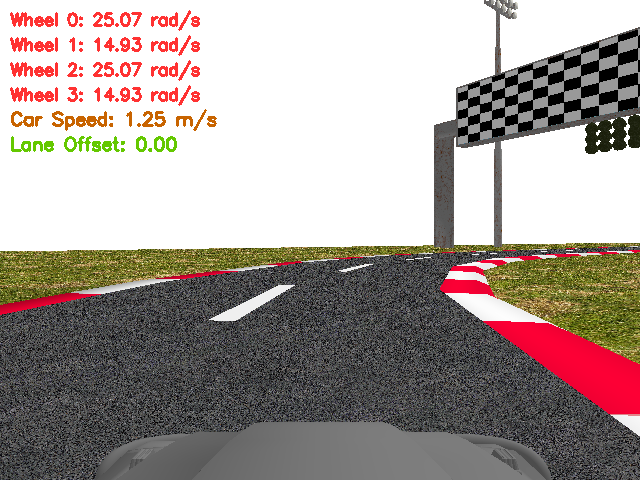 Wheel 0: 25.07 rad/s
Wheel 1: 14.93 rad/s
Wheel 2: 25.07 rad/s
Wheel 3: 14.93 rad/s
Car Speed: 1.25 m/s
Lane Offset: 0.00